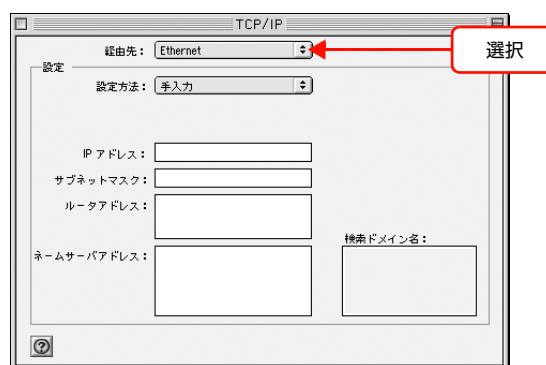 TCP/IP
経由先： Ethernet
選択
設定
設定方法： 手入力
IP アドレス：
サブネットマスク：
ルータアドレス：
検索ドメイン名：
ネームサーバアドレス：
?